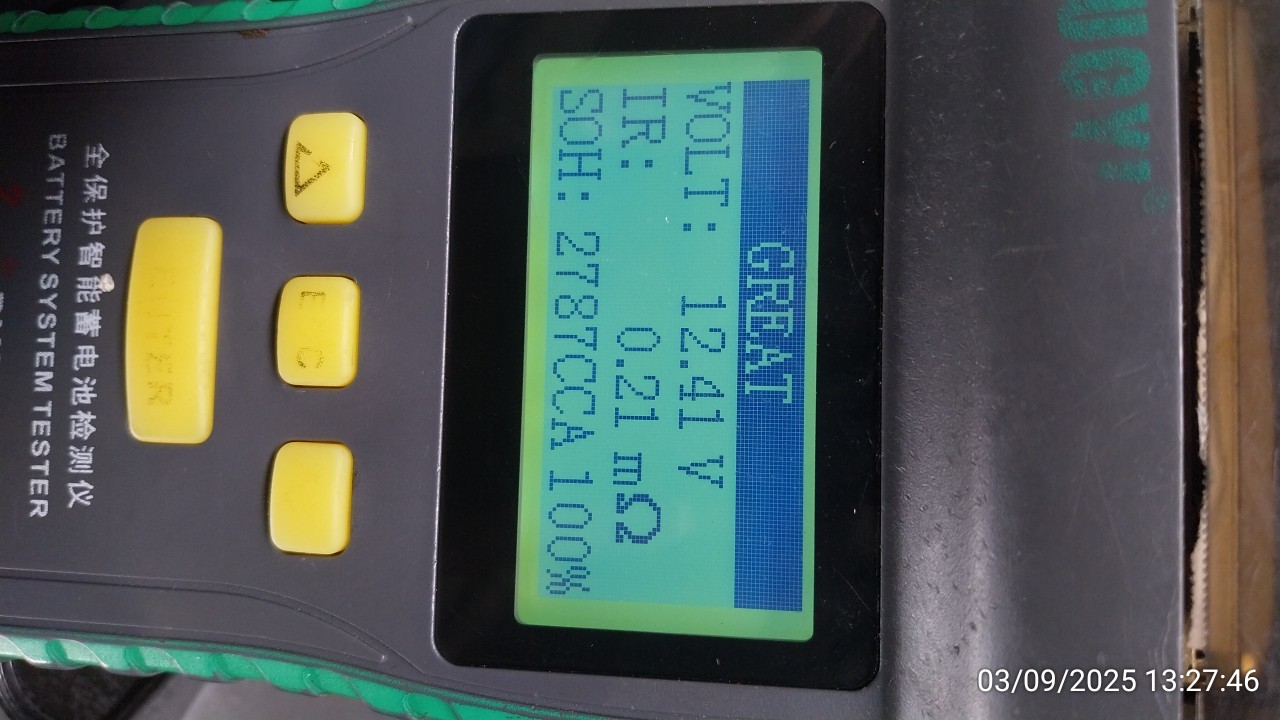 GREAT
VOLT: 12.41 V
IR: 0.21 mΩ
SOH: 2787CCA 100%
E C
全保护智能蓄电池检测仪
BATTERY SYSTEM TESTER
03/09/2025 13:27:46